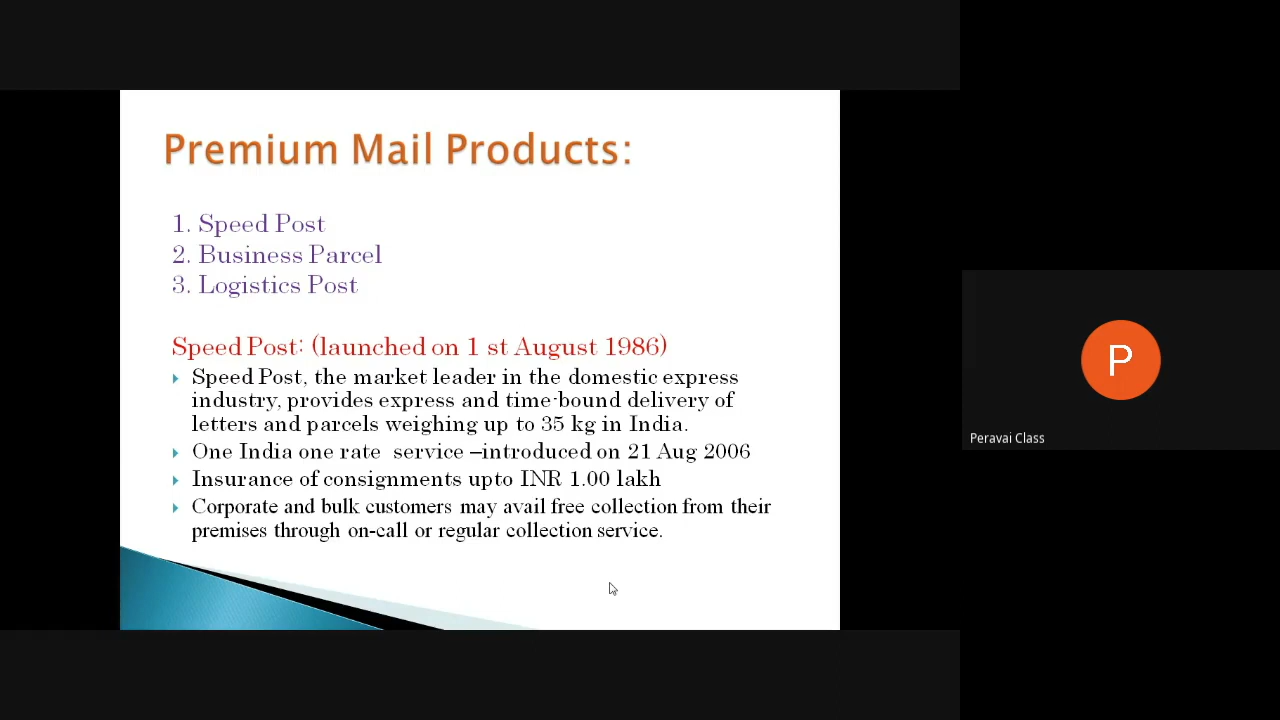 Premium Mail Products:
1. Speed Post
2. Business Parcel
3. Logistics Post
Speed Post: (launched on 1 st August 1986)
Speed Post, the market leader in the domestic express
industry, provides express and time-bound delivery of
letters and parcels weighing up to 35 kg in India.
One India one rate service –introduced on 21 Aug 2006
Insurance of consignments upto INR 1.00 lakh
Corporate and bulk customers may avail free collection from their
premises through on-call or regular collection service.
P
Peravai Class